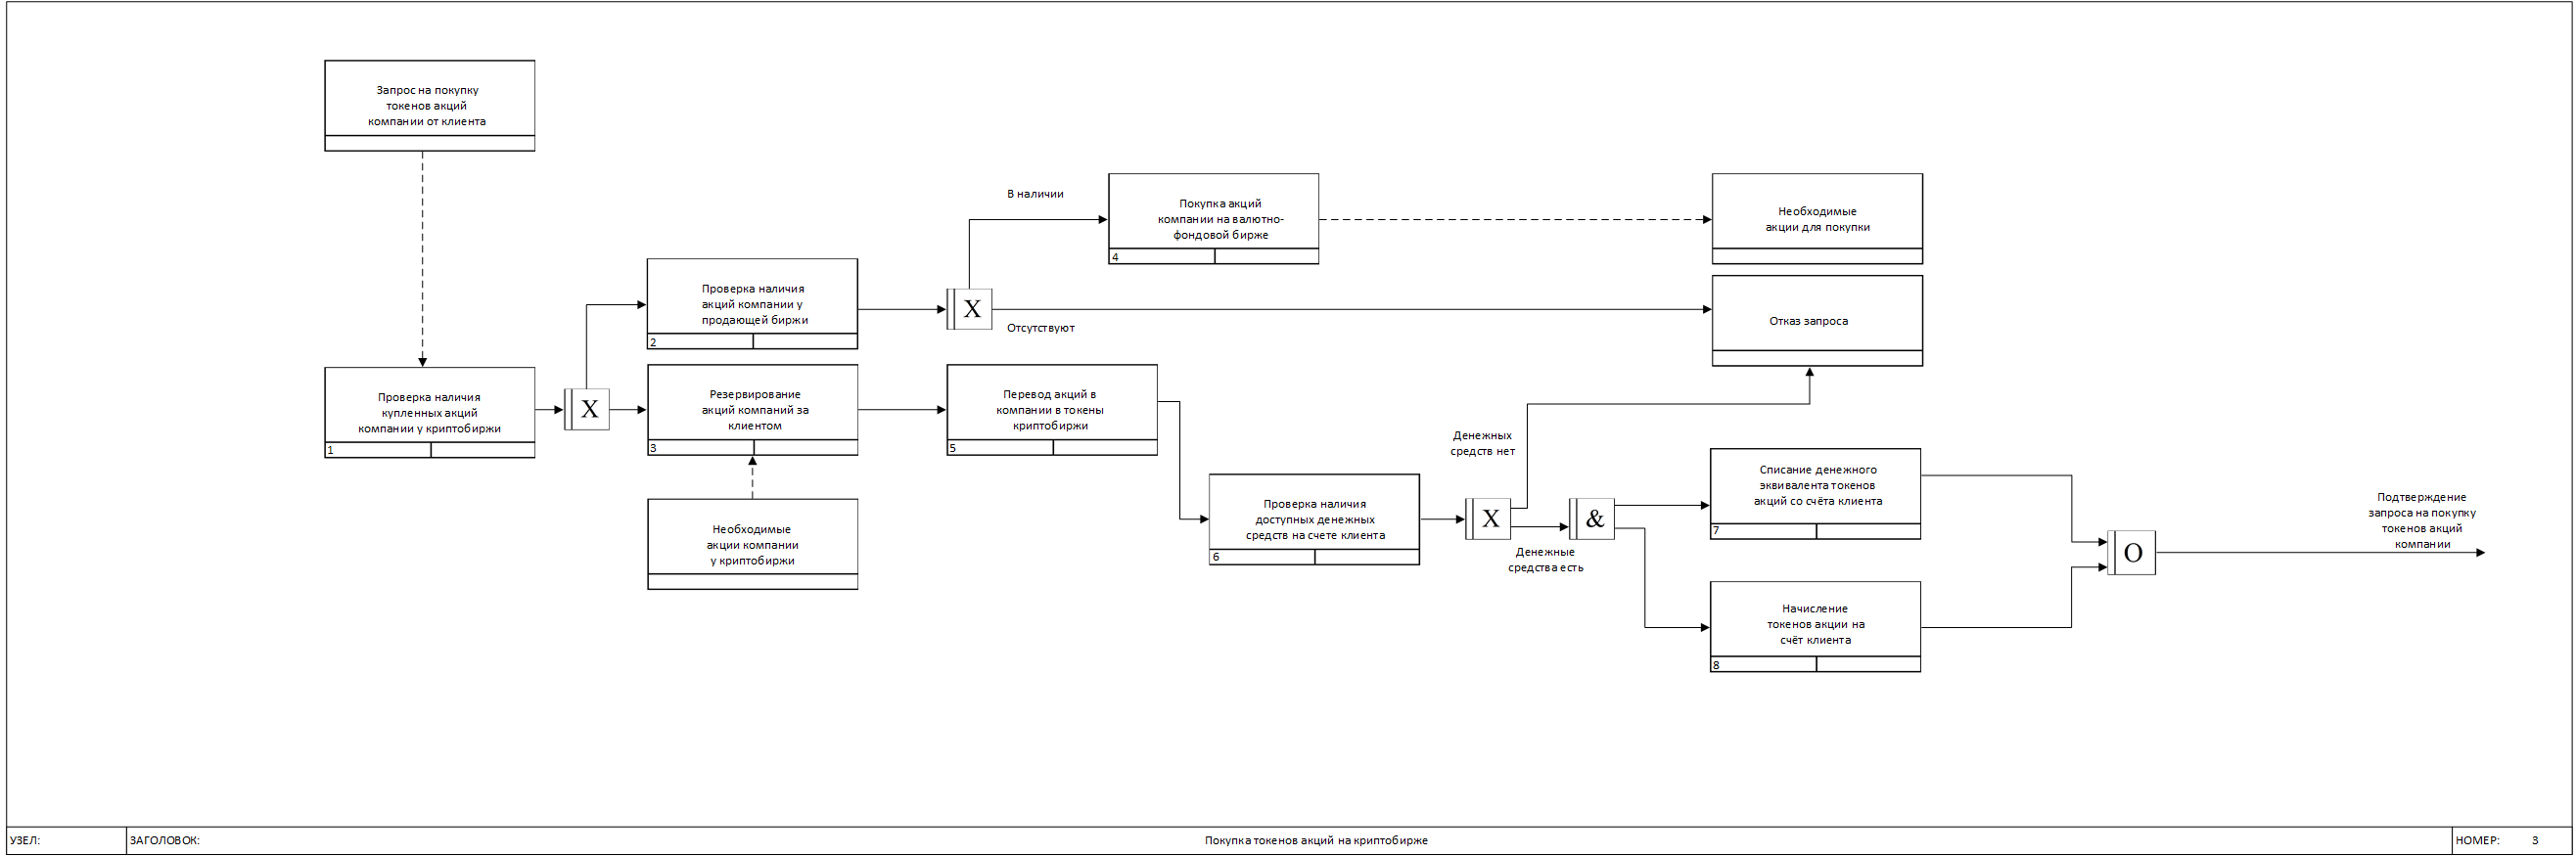 Запрос на покупку
токенов акций
компании от клиента
В наличии
Покупка акций
компании на валютно-
фондовой бирже
4
Необходимые
акции для покупки
Проверка наличия
акций компании у
продающей биржи
2
X
Отсутствуют
Отказ запроса
Проверка наличия
купленных акций
компании у криптобиржи
1
X
Резервирование
акций компаний за
клиентом
3
Перевод акций в
компании в токены
криптобиржи
5
Необходимые
акции компании
у криптобиржи
Проверка наличия
доступных денежных
средств на счете клиента
6
Денежных
средств нет
X
Денежные
средства есть
&
Списание денежного
эквивалента токенов
акций со счёта клиента
7
Начисление
токенов акции на
счёт клиента
8
O
Подтверждение
запроса на покупку
токенов акций
компании
УЗЕЛ:
ЗАГОЛОВОК:
Покупка токенов акций на криптобирже
НОМЕР: 3